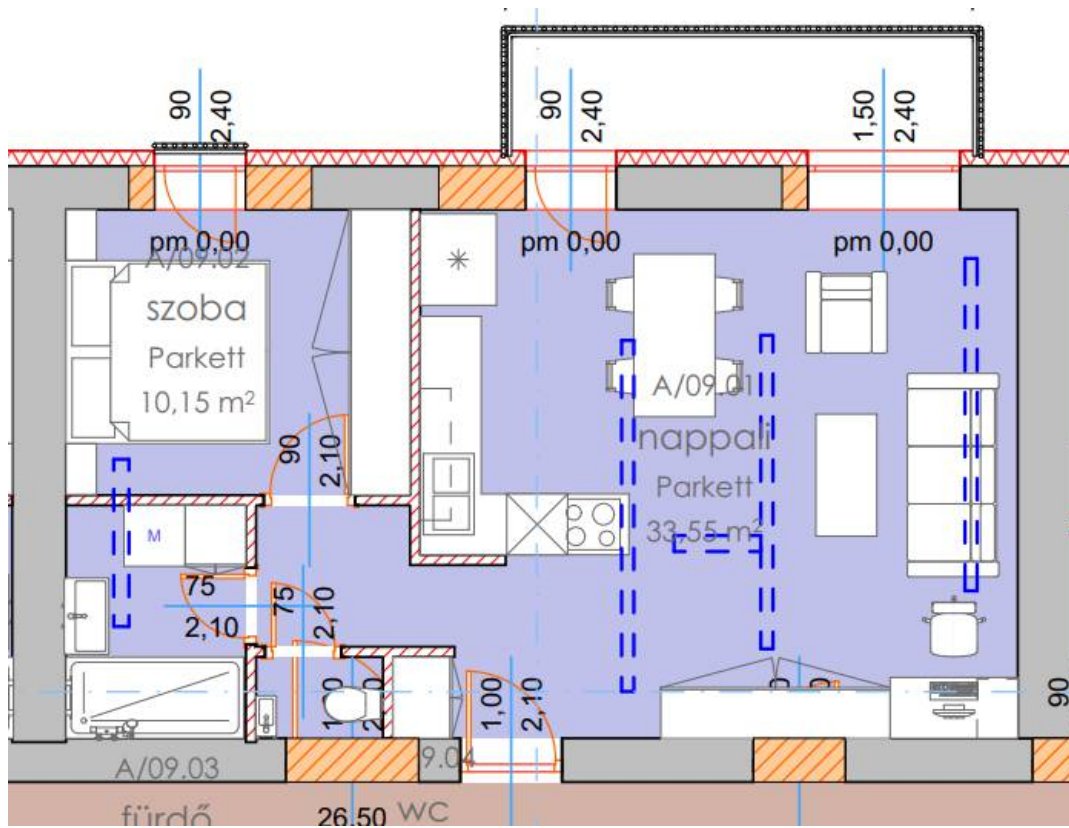 90
2,40
90
2,40
1,50
2,40
pm 0,00
pm 0,00
pm 0,00
A/09.02
szoba
Parkett
10,15 m²
A/09.01
nappali
Parkett
33,55 m²
90
2,10
M
75
2,10
75
2,10
1,00
2,10
90
A/09.03
fürdő
9.04
WC
26,50